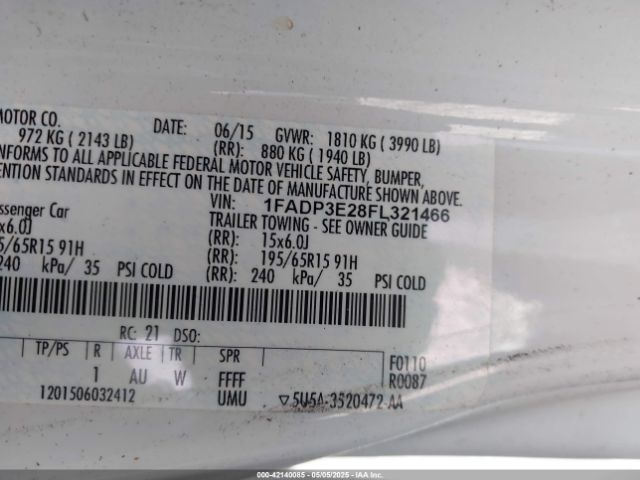 MOTOR CO.
DATE: 06/15 GVWR: 1810 KG ( 3990 LB)
972 KG ( 2143 LB) (RR): 880 KG ( 1940 LB)
NFORMS TO ALL APPLICABLE FEDERAL MOTOR VEHICLE SAFETY, BUMPER,
ENTION STANDARDS IN EFFECT ON THE DATE OF MANUFACTURE SHOWN ABOVE.
VIN: 1FADP3E28FL321466
ssenger Car TRAILER TOWING - SEE OWNER GUIDE
x6.0J (RR): 15x6.0J
5/65R15 91H (RR): 195/65R15 91H
240 kPa/ 35 PSI COLD (RR): 240 kPa/ 35 PSI COLD
RC: 21 DSO:
TP/PS R AXLE TR SPR F0110
1 AU W FFFF R0087
1201506032412 UMU ▽5U5A-3520472-AA
000-42140085 - 05/05/2025 - IAAI.COM